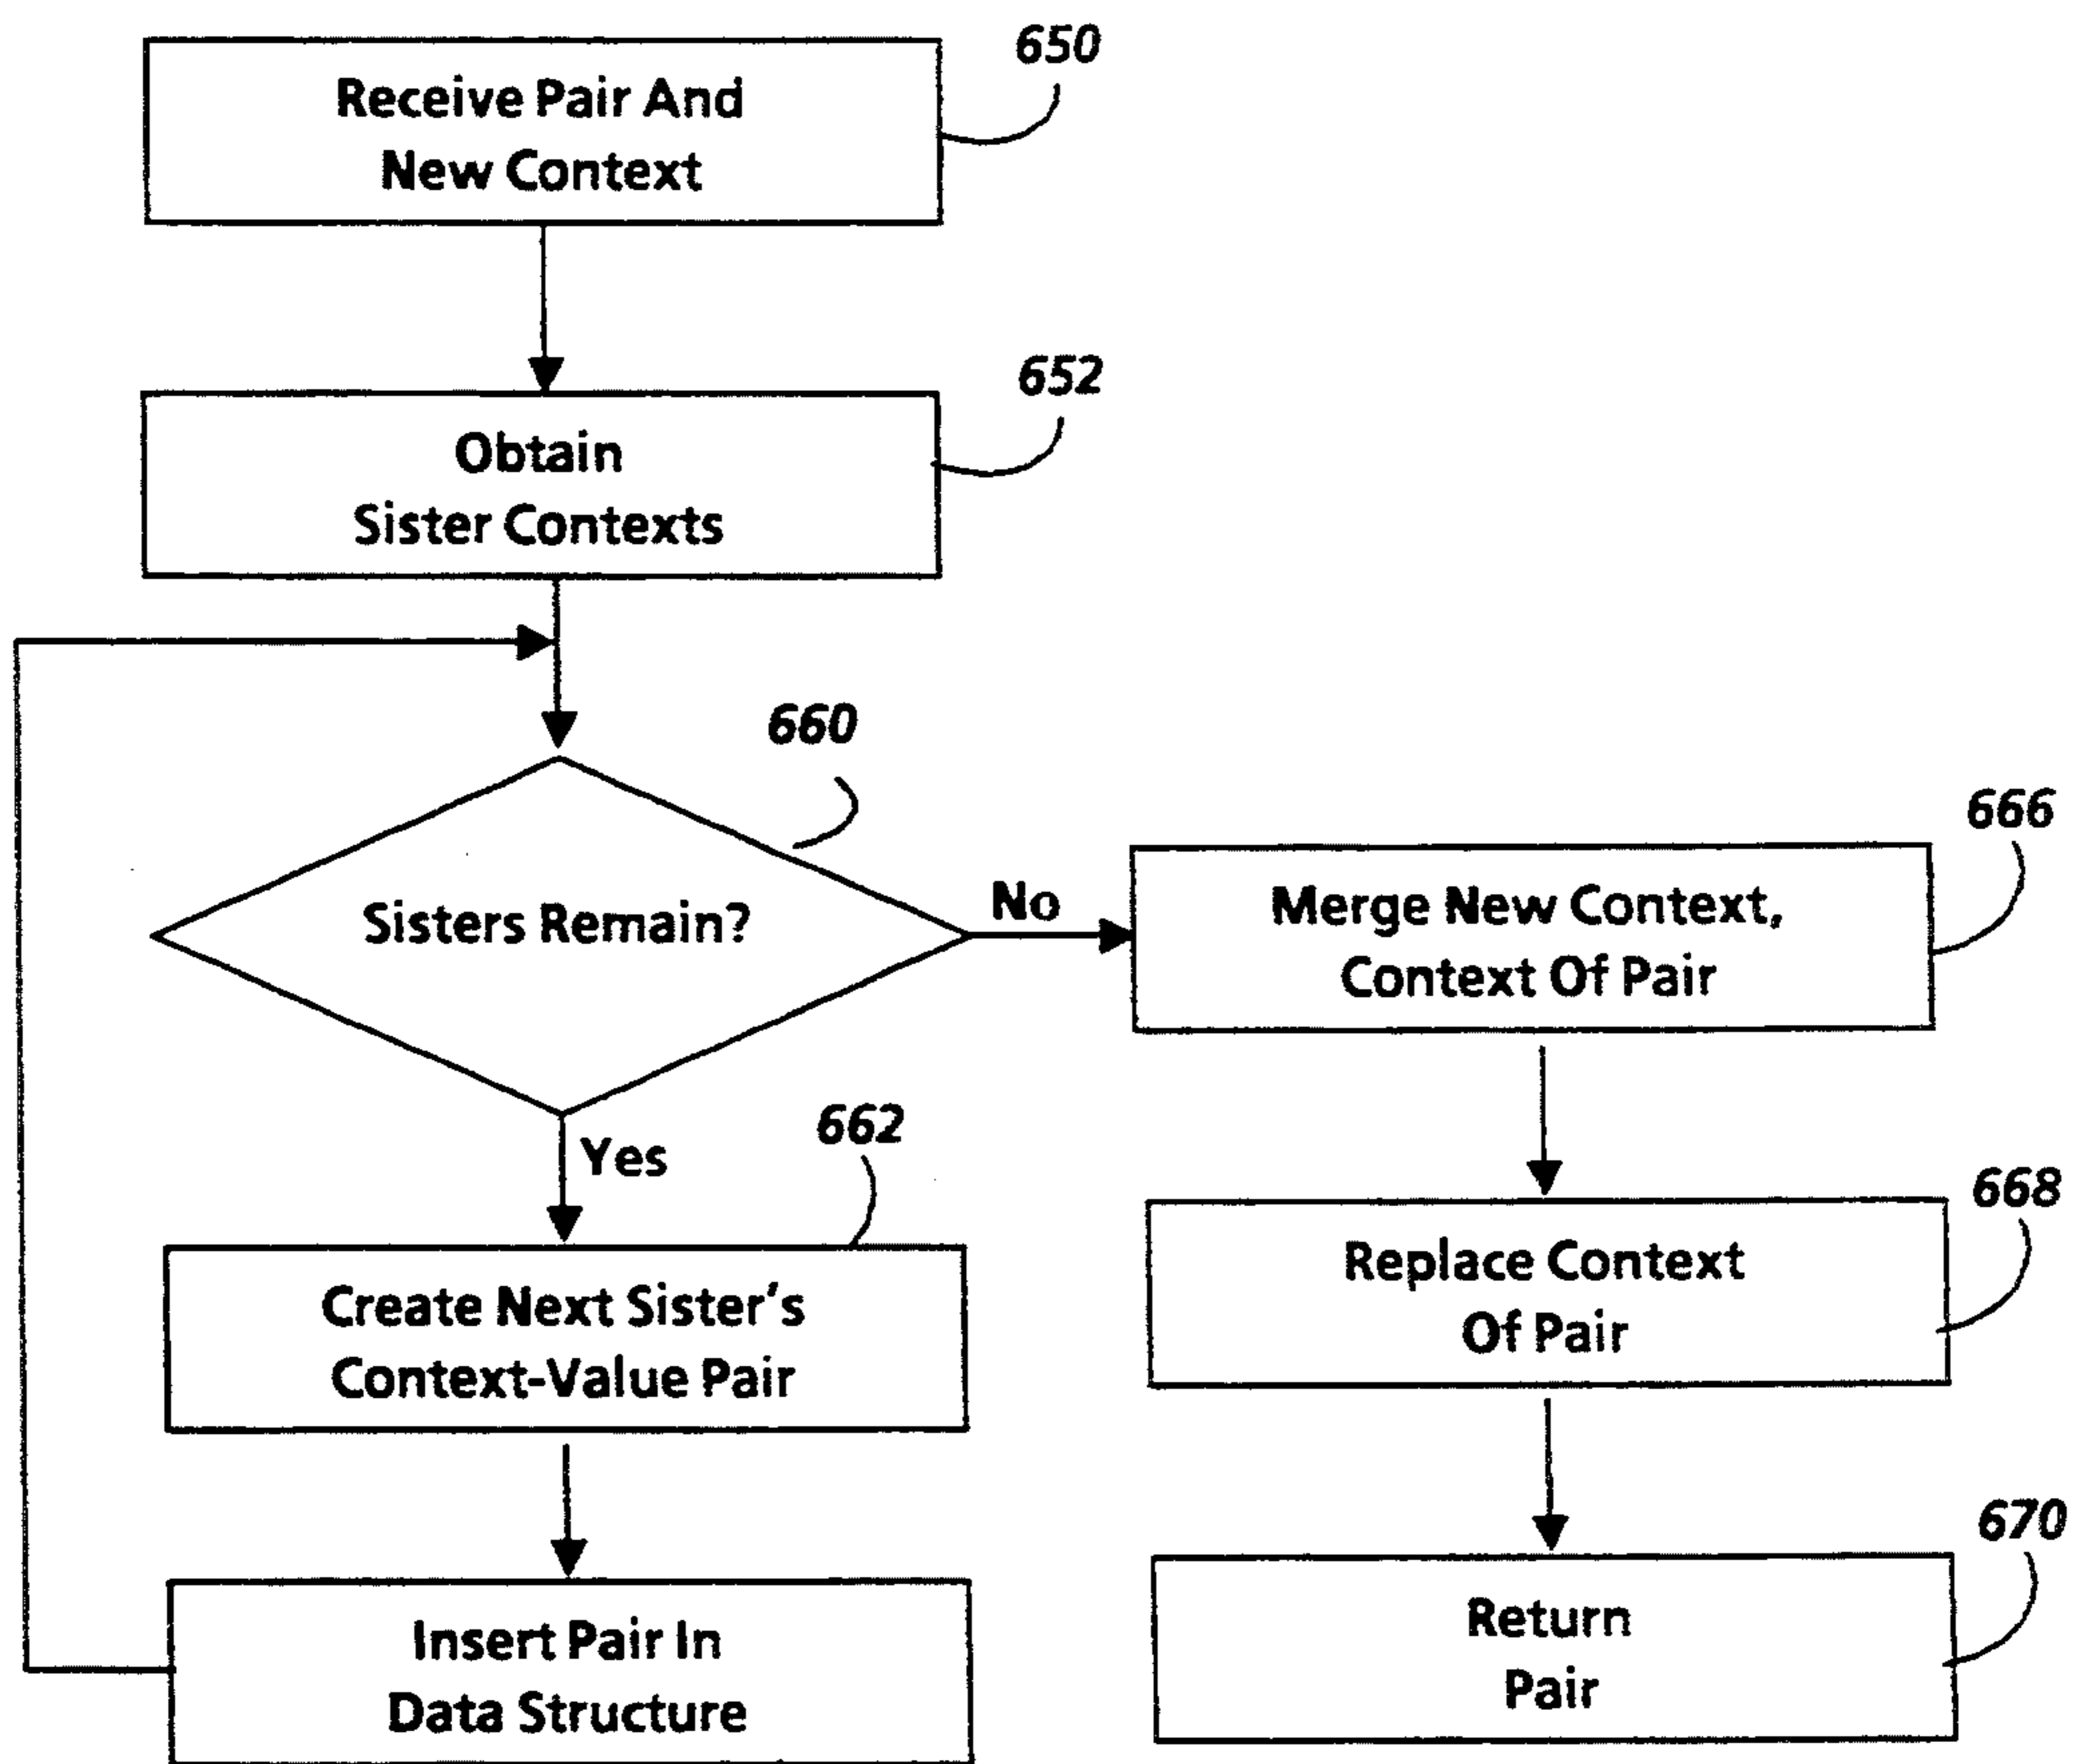 650
Receive Pair And
New Context
652
Obtain
Sister Contexts
660
Sisters Remain?
No
666
Merge New Context,
Context Of Pair
Yes
662
Create Next Sister's
Context-Value Pair
668
Replace Context
Of Pair
Insert Pair In
Data Structure
670
Return
Pair